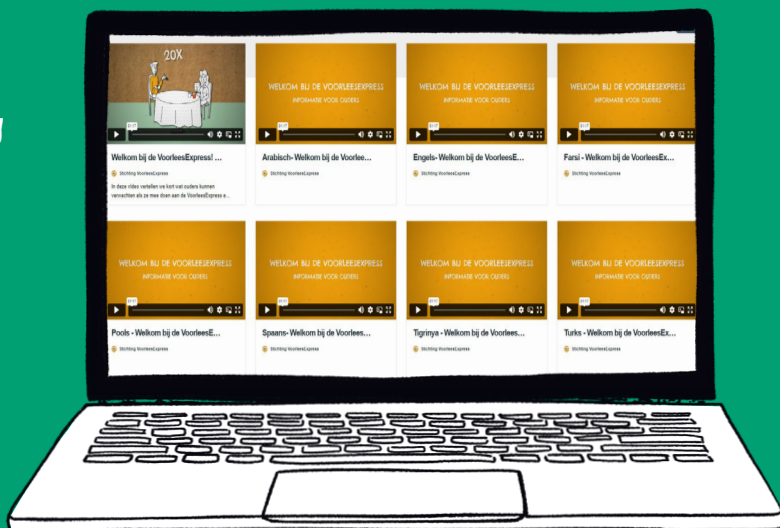 20X
Welkom bij de VoorleesExpress! ...
Stichting VoorleesExpress
In deze video vertellen we kort wat ouders kunnen
verwachten als ze mee doen aan de VoorleesExpress e...
WELKOM BIJ DE VOORLEESEXPRESS
INFORMATIE VOOR OUDERS
Arabisch- Welkom bij de Voorlee...
Stichting VoorleesExpress
WELKOM BIJ DE VOORLEESEXPRESS
INFORMATIE VOOR OUDERS
Engels- Welkom bij de VoorleesE...
Stichting VoorleesExpress
WELKOM BIJ DE VOORLEESEXPRESS
INFORMATIE VOOR OUDERS
Farsi - Welkom bij de VoorleesEx...
Stichting VoorleesExpress
WELKOM BIJ DE VOORLEESEXPRESS
INFORMATIE VOOR OUDERS
Pools - Welkom bij de VoorleesE...
Stichting VoorleesExpress
WELKOM BIJ DE VOORLEESEXPRESS
INFORMATIE VOOR OUDERS
Spaans- Welkom bij de Voorlees...
Stichting VoorleesExpress
WELKOM BIJ DE VOORLEESEXPRESS
INFORMATIE VOOR OUDERS
Tigrinya - Welkom bij de Voorlees...
Stichting VoorleesExpress
WELKOM BIJ DE VOORLEESEXPRESS
INFORMATIE VOOR OUDERS
Turks - Welkom bij de VoorleesEx...
Stichting VoorleesExpress